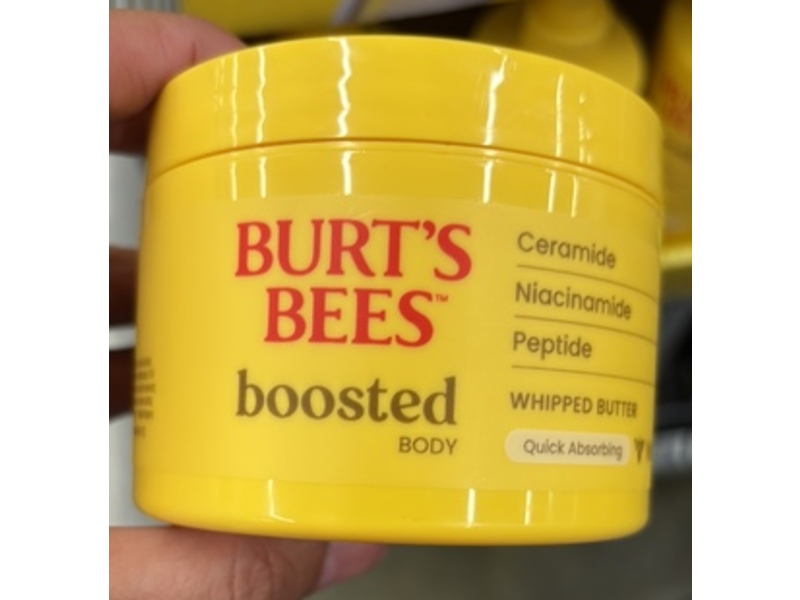 BURT'S
BEES™
boosted
BODY
Ceramide
Niacinamide
Peptide
WHIPPED BUTTER
Quick Absorbing